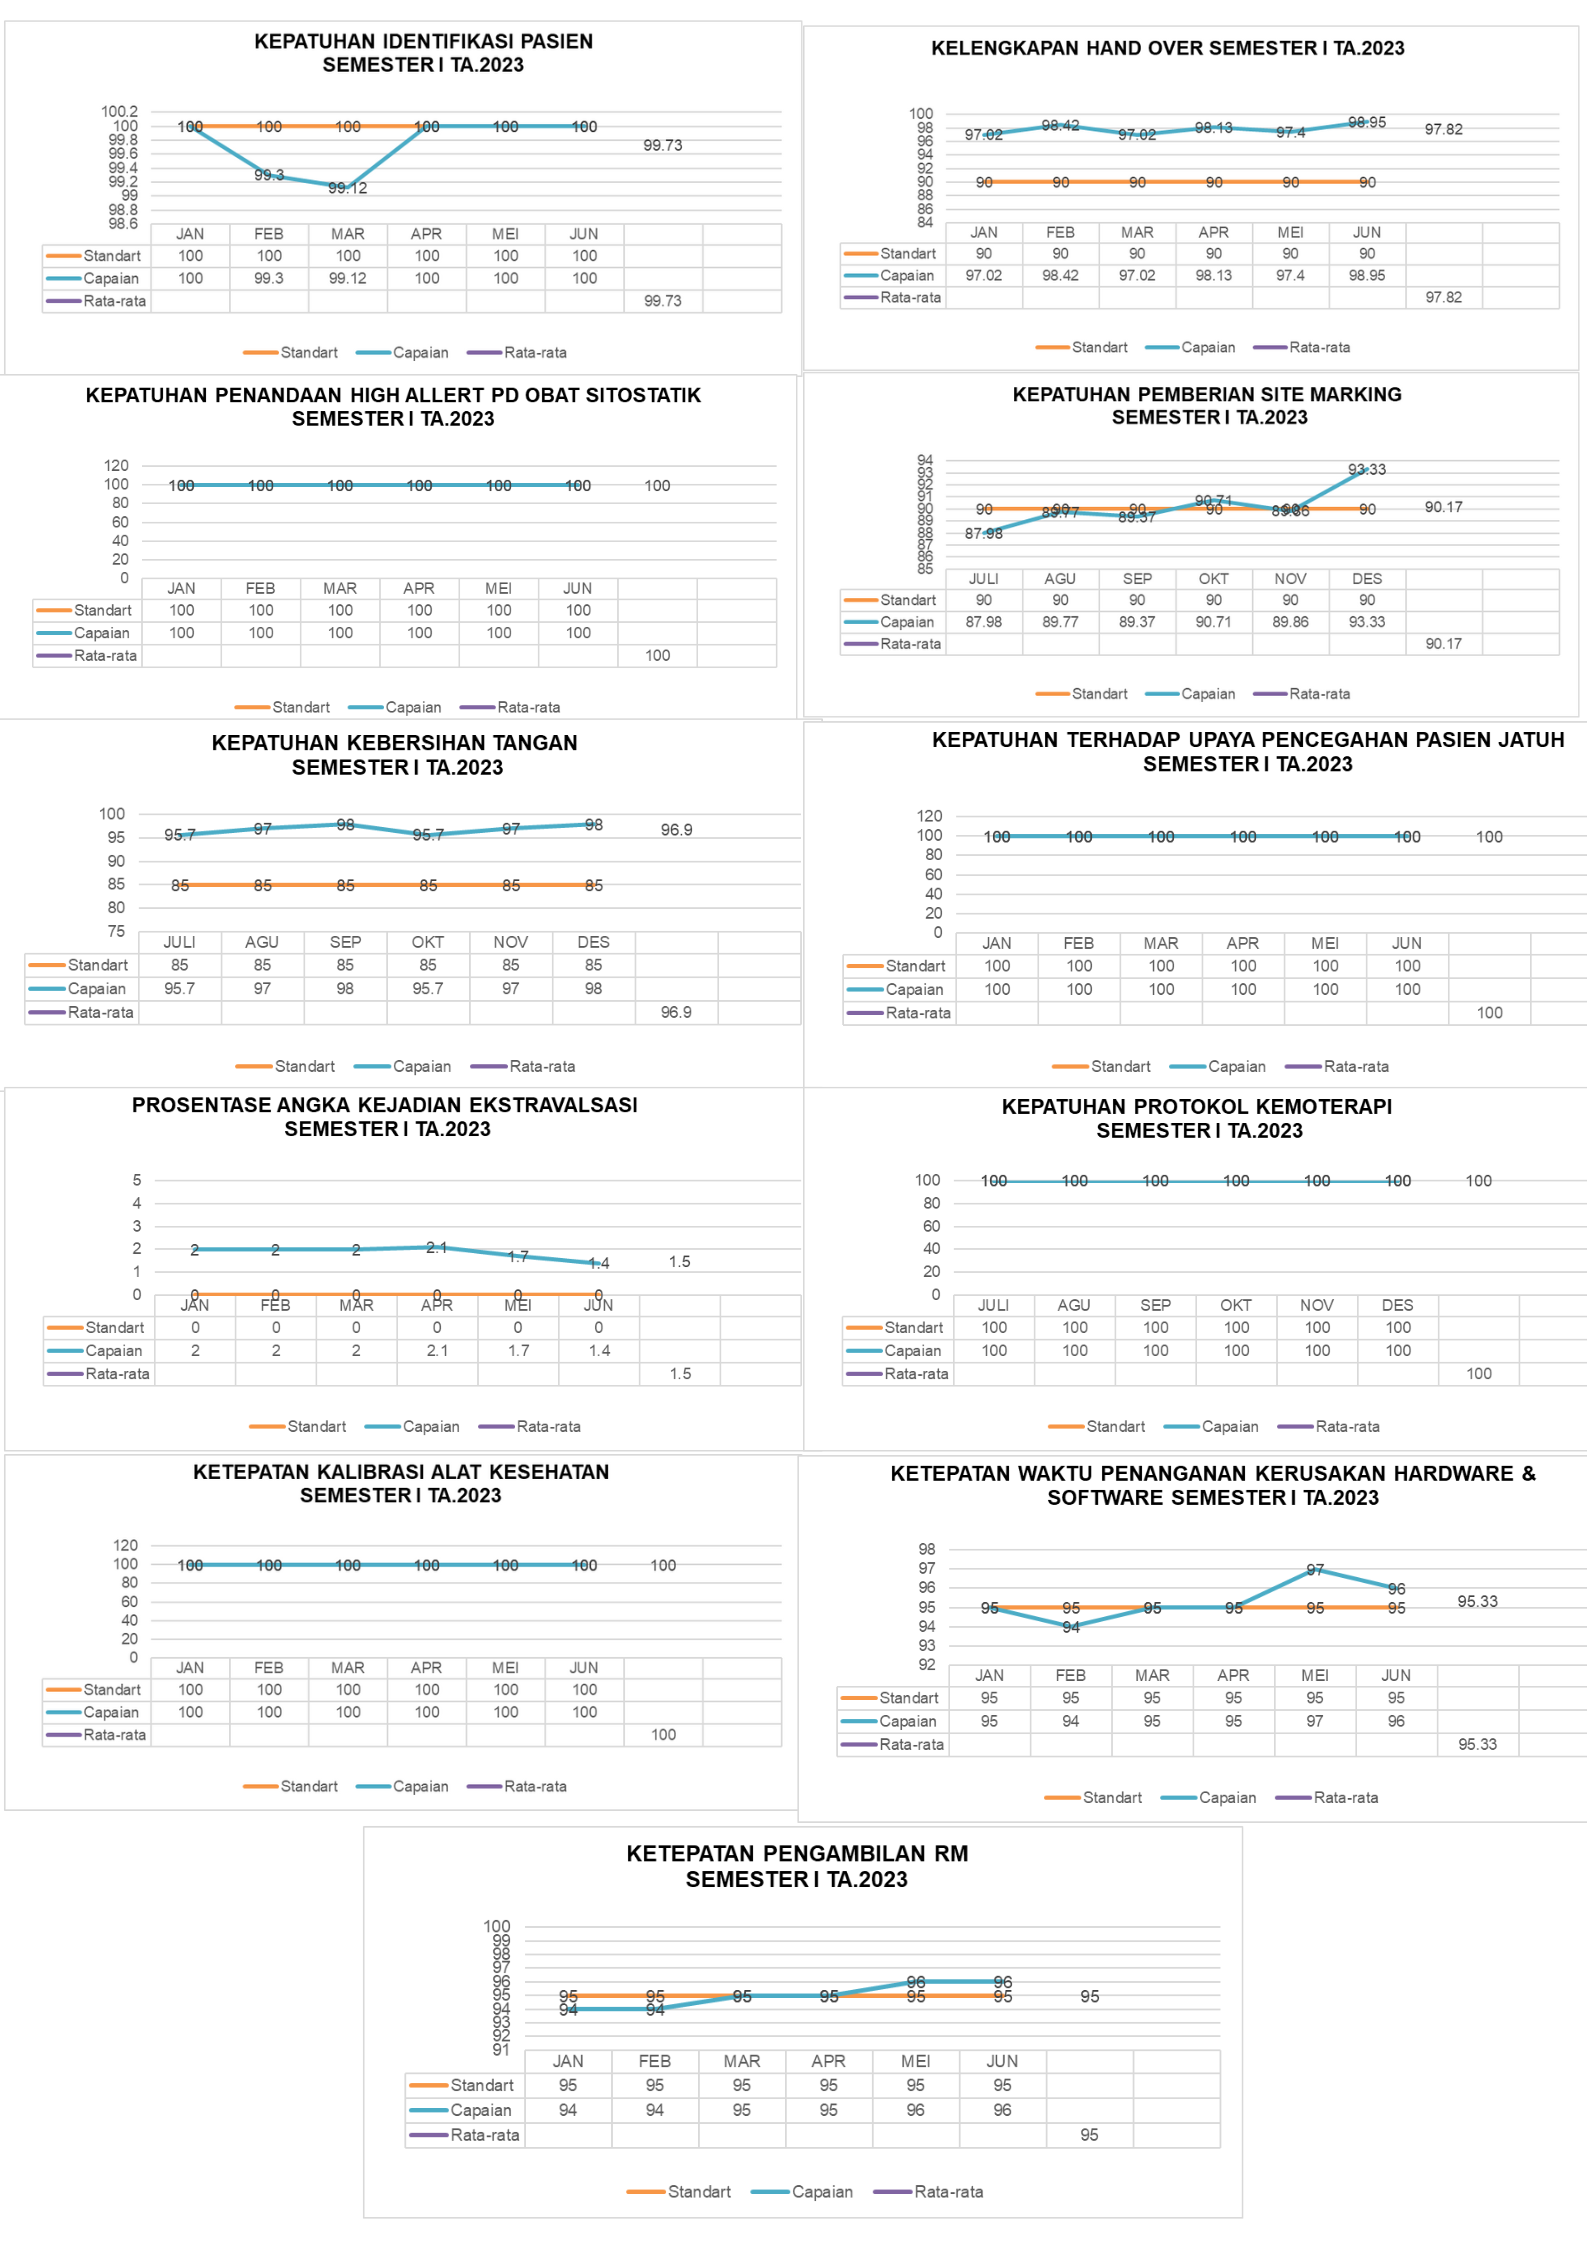 KEPATUHAN IDENTIFIKASI PASIEN
SEMESTER I TA.2023
100.2
100
99.8
99.6
99.4
99.2
99
98.8
98.6
100 100 100 100 100 100
100 99.3 99.12 100 100 100
99.73
JAN FEB MAR APR MEI JUN
Standart 100 100 100 100 100 100
Capaian 100 99.3 99.12 100 100 100
Rata-rata 99.73
Standart Capaian Rata-rata
KELENGKAPAN HAND OVER SEMESTER I TA.2023
100
98
96
94
92
90
88
86
84
97.02 98.42 97.02 98.13 97.4 98.95 97.82
90 90 90 90 90 90
JAN FEB MAR APR MEI JUN
Standart 90 90 90 90 90 90
Capaian 97.02 98.42 97.02 98.13 97.4 98.95
Rata-rata 97.82
Standart Capaian Rata-rata
KEPATUHAN PENANDAAN HIGH ALLERT PD OBAT SITOSTATIK
SEMESTER I TA.2023
120
100
80
60
40
20
0
100 100 100 100 100 100 100
JAN FEB MAR APR MEI JUN
Standart 100 100 100 100 100 100
Capaian 100 100 100 100 100 100
Rata-rata 100
Standart Capaian Rata-rata
KEPATUHAN PEMBERIAN SITE MARKING
SEMESTER I TA.2023
94
93
92
91
90
89
88
87
86
85
90 90 90 90 90 90
87.98 89.77 89.37 90.71 89.86 93.33 90.17
JULI AGU SEP OKT NOV DES
Standart 90 90 90 90 90 90
Capaian 87.98 89.77 89.37 90.71 89.86 93.33
Rata-rata 90.17
Standart Capaian Rata-rata
KEPATUHAN KEBERSIHAN TANGAN
SEMESTER I TA.2023
100
95
90
85
80
75
95.7 97 98 95.7 97 98 96.9
85 85 85 85 85 85
JULI AGU SEP OKT NOV DES
Standart 85 85 85 85 85 85
Capaian 95.7 97 98 95.7 97 98
Rata-rata 96.9
Standart Capaian Rata-rata
KEPATUHAN TERHADAP UPAYA PENCEGAHAN PASIEN JATUH
SEMESTER I TA.2023
120
100
80
60
40
20
0
100 100 100 100 100 100 100
JAN FEB MAR APR MEI JUN
Standart 100 100 100 100 100 100
Capaian 100 100 100 100 100 100
Rata-rata 100
Standart Capaian Rata-rata
PROSENTASE ANGKA KEJADIAN EKSTRAVALSASI
SEMESTER I TA.2023
5
4
3
2
1
0
2 2 2 2.1 1.7 1.4 1.5
0 0 0 0 0 0
JAN FEB MAR APR MEI JUN
Standart 0 0 0 0 0 0
Capaian 2 2 2 2.1 1.7 1.4
Rata-rata 1.5
Standart Capaian Rata-rata
KEPATUHAN PROTOKOL KEMOTERAPI
SEMESTER I TA.2023
100
80
60
40
20
0
100 100 100 100 100 100 100
JULI AGU SEP OKT NOV DES
Standart 100 100 100 100 100 100
Capaian 100 100 100 100 100 100
Rata-rata 100
Standart Capaian Rata-rata
KETEPATAN KALIBRASI ALAT KESEHATAN
SEMESTER I TA.2023
120
100
80
60
40
20
0
100 100 100 100 100 100 100
JAN FEB MAR APR MEI JUN
Standart 100 100 100 100 100 100
Capaian 100 100 100 100 100 100
Rata-rata 100
Standart Capaian Rata-rata
KETEPATAN WAKTU PENANGANAN KERUSAKAN HARDWARE &
SOFTWARE SEMESTER I TA.2023
98
97
96
95
94
93
92
95 95 95 95 95 95
95 94 95 95 97 96 95.33
JAN FEB MAR APR MEI JUN
Standart 95 95 95 95 95 95
Capaian 95 94 95 95 97 96
Rata-rata 95.33
Standart Capaian Rata-rata
KETEPATAN PENGAMBILAN RM
SEMESTER I TA.2023
100
99
98
97
96
95
94
93
92
91
95 95 95 95 95 95
94 94 95 95 96 96 95
JAN FEB MAR APR MEI JUN
Standart 95 95 95 95 95 95
Capaian 94 94 95 95 96 96
Rata-rata 95
Standart Capaian Rata-rata